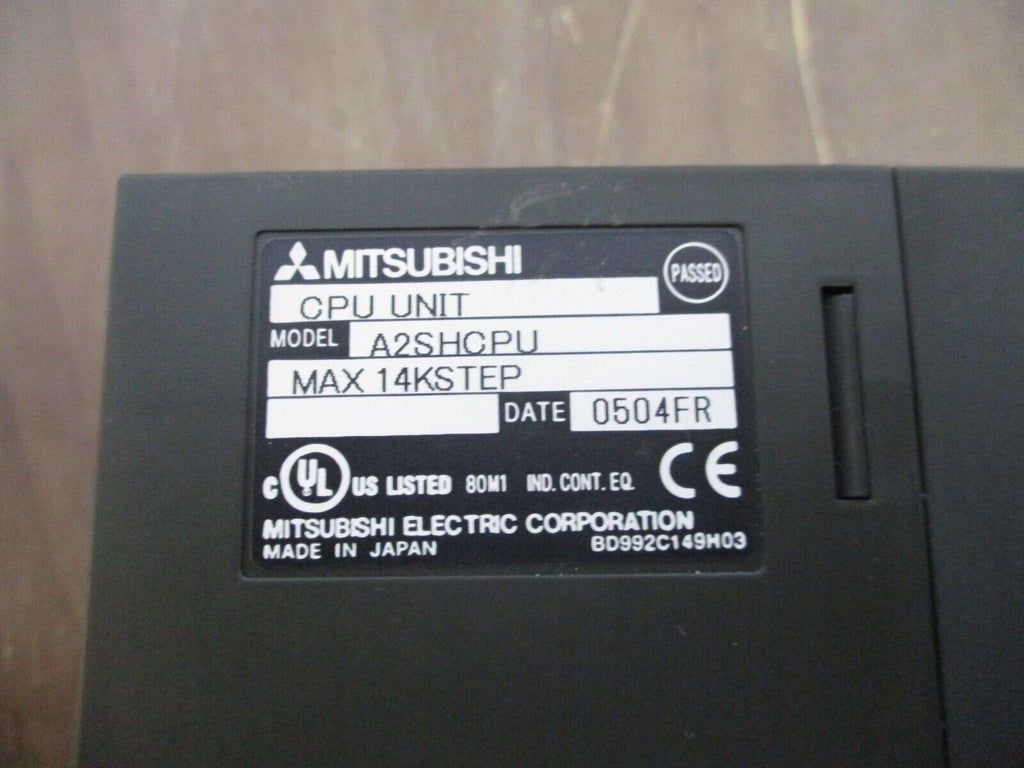 MITSUBISHI PASSED
CPU UNIT
MODEL A2SHCPU
MAX 14KSTEP
DATE 0504FR
C UL US LISTED 80M1 IND. CONT. EQ. CE
MITSUBISHI ELECTRIC CORPORATION
MADE IN JAPAN BD992C149H03